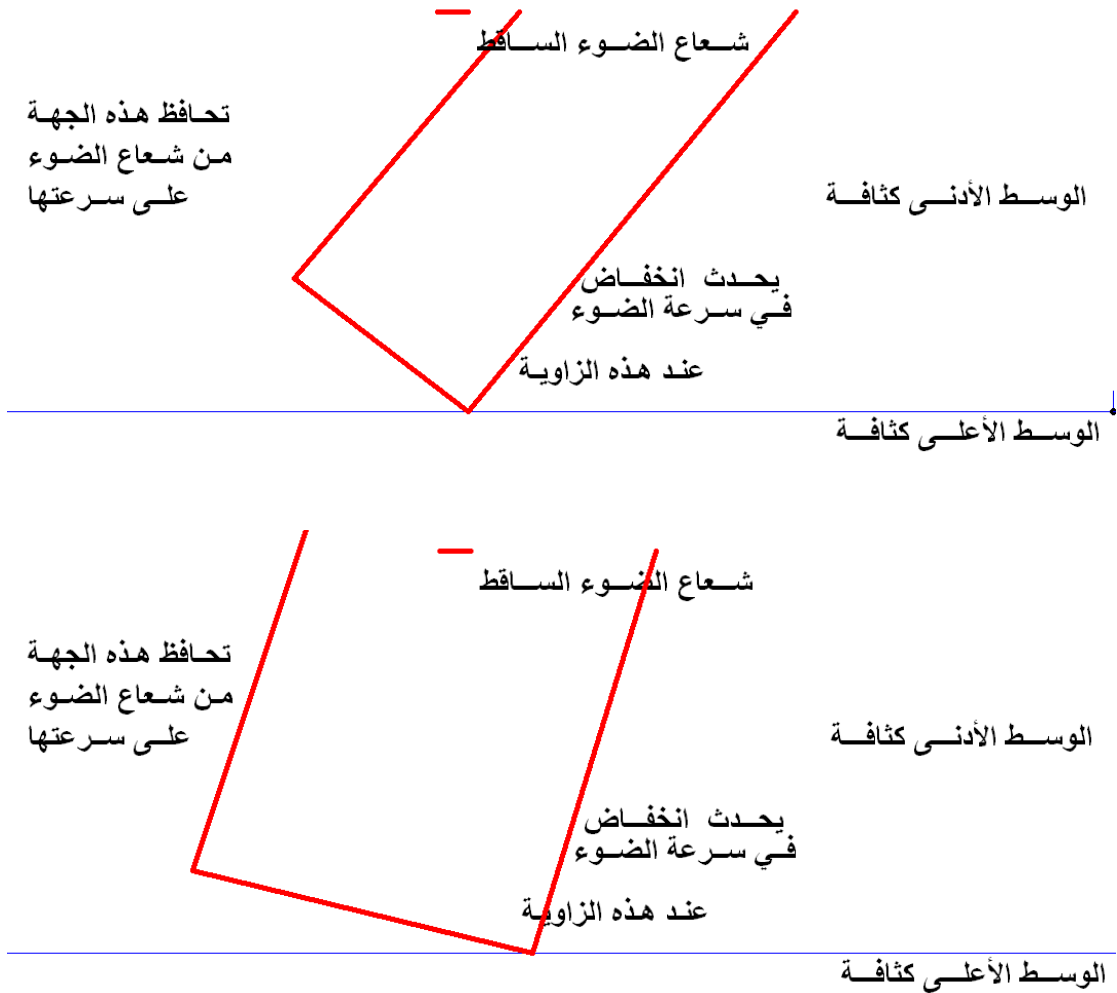 شعاع الضوء الساقط
تحافظ هذه الجهة
من شعاع الضوء
على سرعتها
الوسط الأدنى كثافة
يحدث انخفاض
في سرعة الضوء
عند هذه الزاوية
الوسط الأعلى كثافة
شعاع الضوء الساقط
تحافظ هذه الجهة
من شعاع الضوء
على سرعتها
الوسط الأدنى كثافة
يحدث انخفاض
في سرعة الضوء
عند هذه الزاوية
الوسط الأعلى كثافة